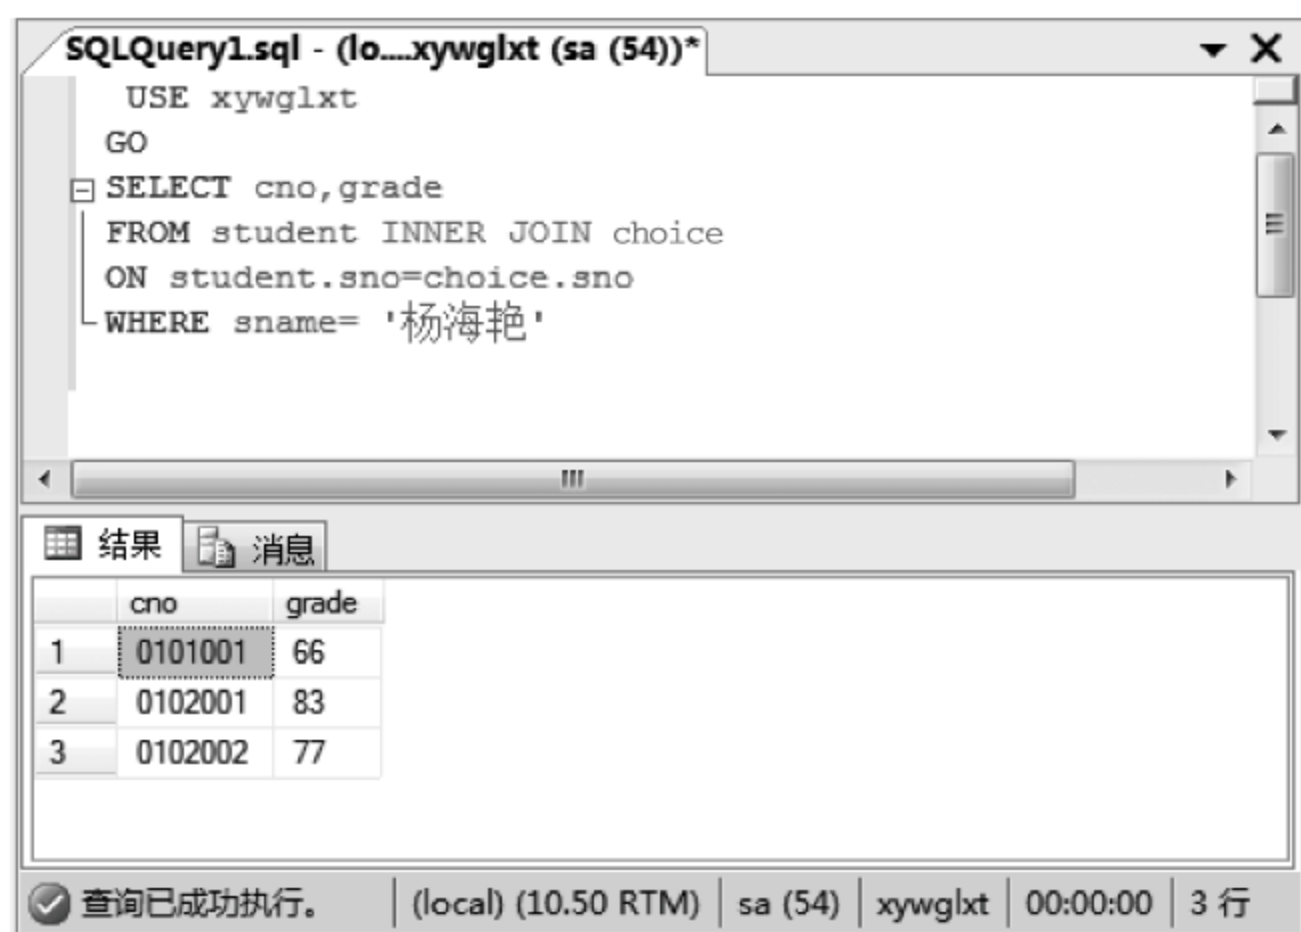 SQLQuery1.sql - (lo....xywglxt (sa (54))*
USE xywglxt
GO
SELECT cno,grade
FROM student INNER JOIN choice
ON student.sno=choice.sno
WHERE sname= '杨海艳'
结果 消息
cno grade
1 0101001 66
2 0102001 83
3 0102002 77
查询已成功执行。 (local) (10.50 RTM) sa (54) xywglxt 00:00:00 3 行